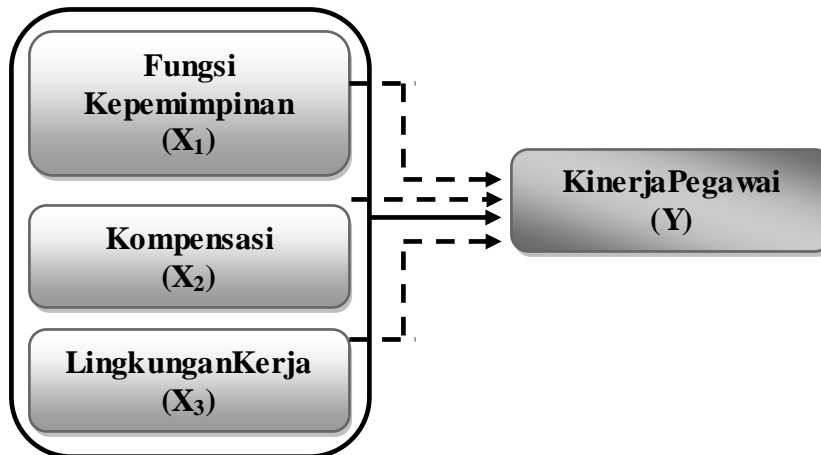 Fungsi
Kepemimpinan
(X₁)
Kompensasi
(X₂)
LingkunganKerja
(X₃)
KinerjaPegawai
(Y)